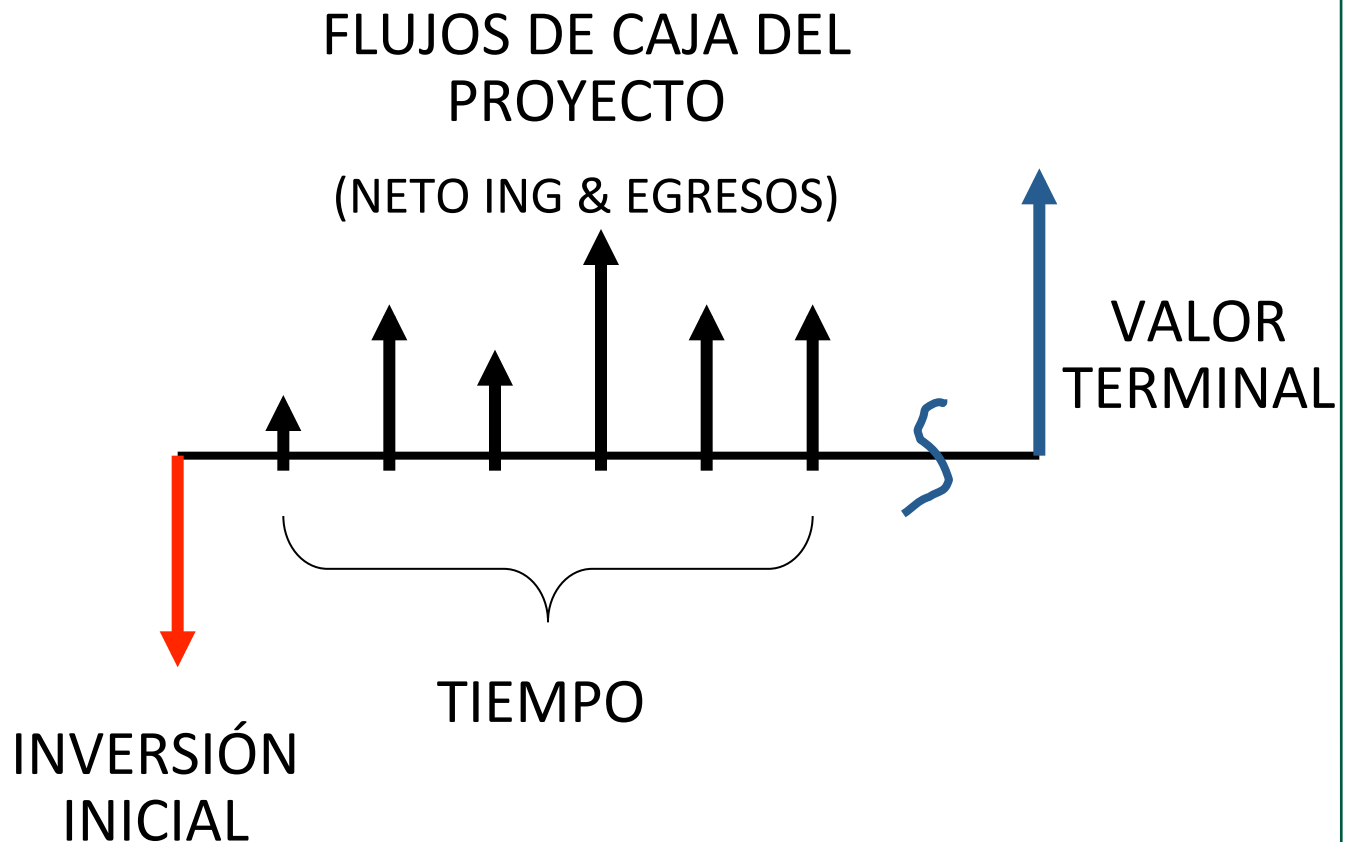 FLUJOS DE CAJA DEL
PROYECTO
(NETO ING & EGRESOS)
VALOR
TERMINAL
TIEMPO
INVERSIÓN
INICIAL